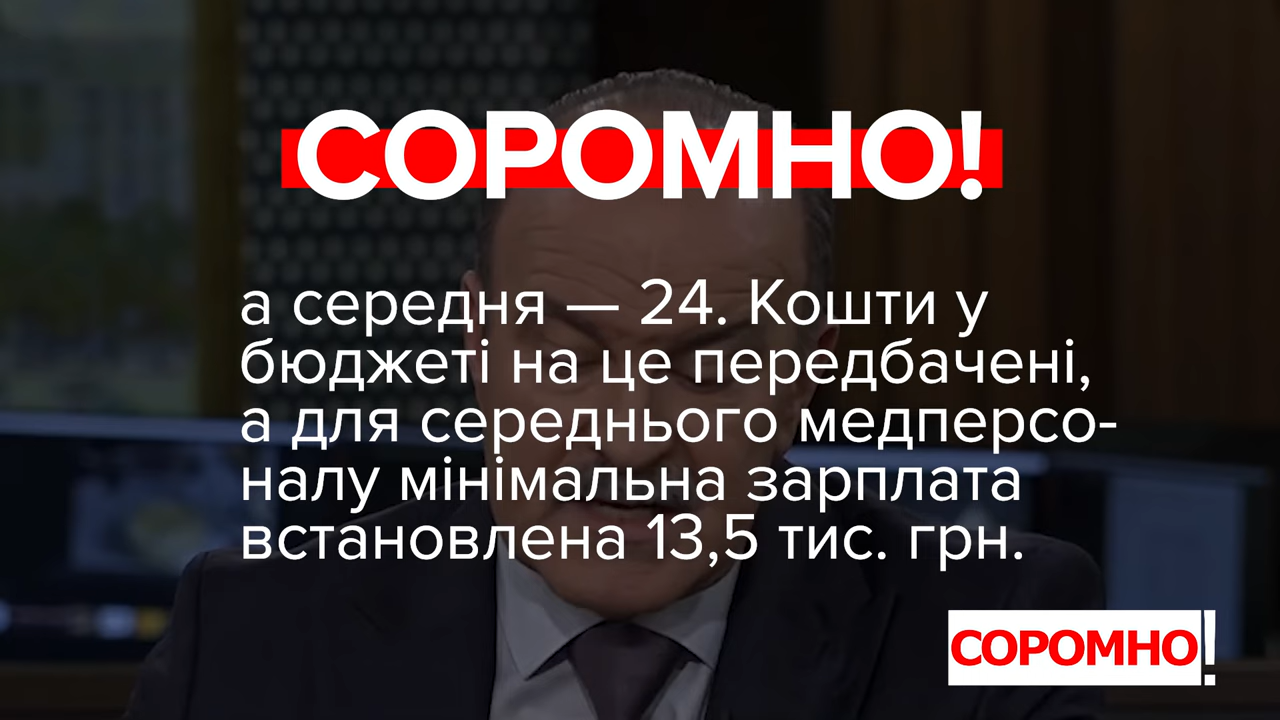 СОРОМНО!
а середня — 24. Кошти у
бюджеті на це передбачені,
а для середнього медперсо-
налу мінімальна зарплата
встановлена 13,5 тис. грн.
СОРОМНО!